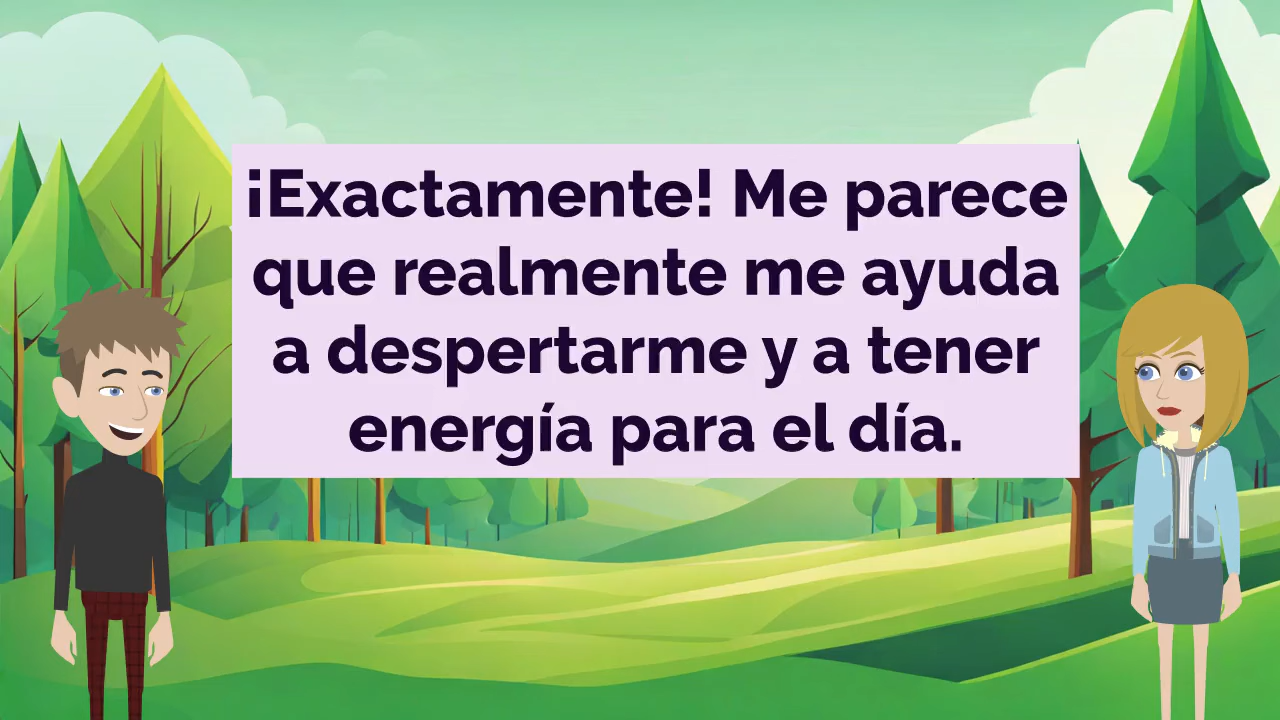 ¡Exactamente! Me parece
que realmente me ayuda
a despertarme y a tener
energía para el día.